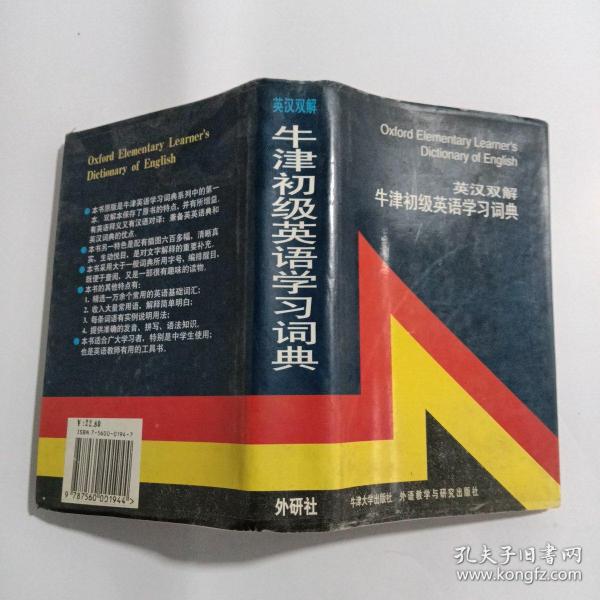 Oxford Elementary Learner's
Dictionary of English
本书原版是牛津英语学习词典系列中的第一
本。双解本保存了原书的特点，并有所增益，
有英语释义又有汉语对译；兼备英英语典和
英汉词典的优点。
本书另一特色是配有插图六百多幅，清晰真
实，生动悦目，是对文字解释的重要补充。
本书采用大于一般词典所用字号，编排醒目，
既便于查阅，又是一部很有趣味的读物。
本书的其他特点有：
1. 精选一万余个常用的英语基础词汇；
2. 收入大量常用语，解释简单明白；
3. 每条词语有实例说明用法；
4. 提供准确的发音、拼写、语法知识。
本书适合广大学习者，特别是中学生使用；
也是英语教师有用的工具书。
¥:22.80
ISBN 7-5600-0194-7
9 787560 001944 >
英汉双解
牛津初级英语学习词典
外研社
Oxford Elementary Learner's
Dictionary of English
英汉双解
牛津初级英语学习词典
牛津大学出版社 外语教学与研究出版社
孔夫子旧书网
www.kongfz.com